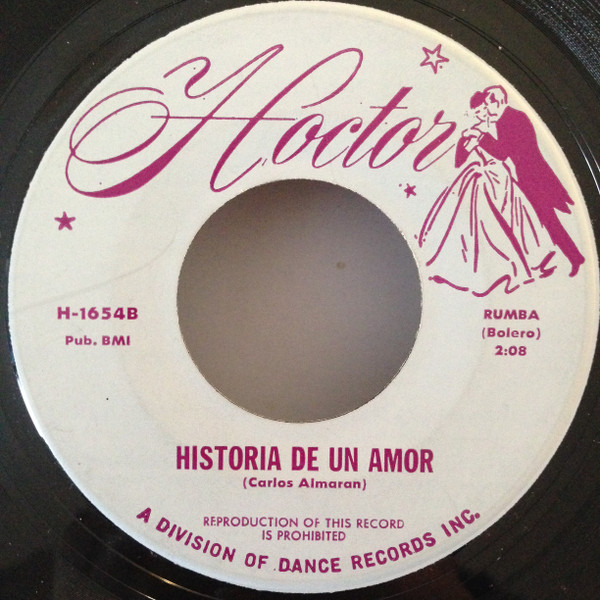 Hoctor
H-1654B
Pub. BMI
RUMBA
(Bolero)
2:08
HISTORIA DE UN AMOR
(Carlos Almaran)
REPRODUCTION OF THIS RECORD
IS PROHIBITED
A DIVISION OF DANCE RECORDS INC.